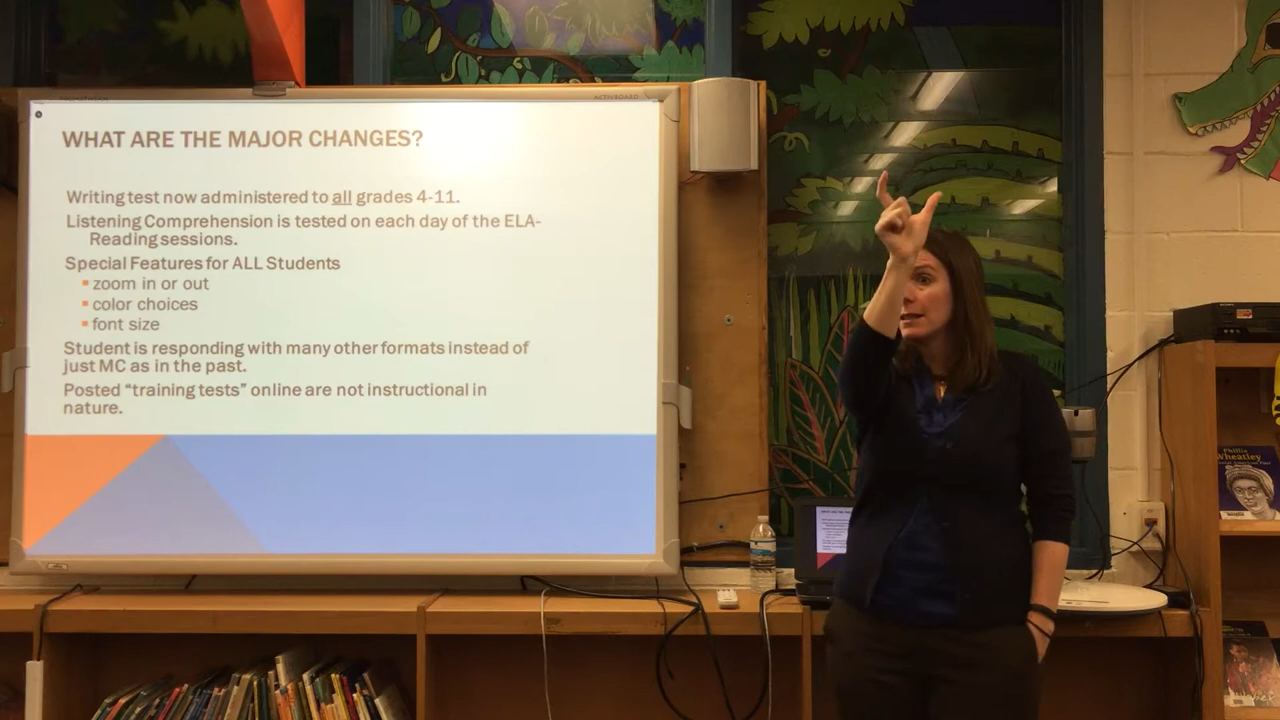 ACTIVBOARD
WHAT ARE THE MAJOR CHANGES?
Writing test now administered to all grades 4-11.
Listening Comprehension is tested on each day of the ELA-
Reading sessions.
Special Features for ALL Students
zoom in or out
color choices
font size
Student is responding with many other formats instead of
just MC as in the past.
Posted “training tests” online are not instructional in
nature.
Phillis
Wheatley